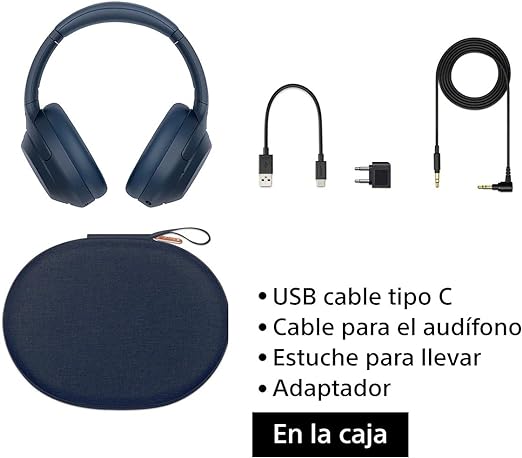 • USB cable tipo C
• Cable para el audífono
• Estuche para llevar
• Adaptador
En la caja